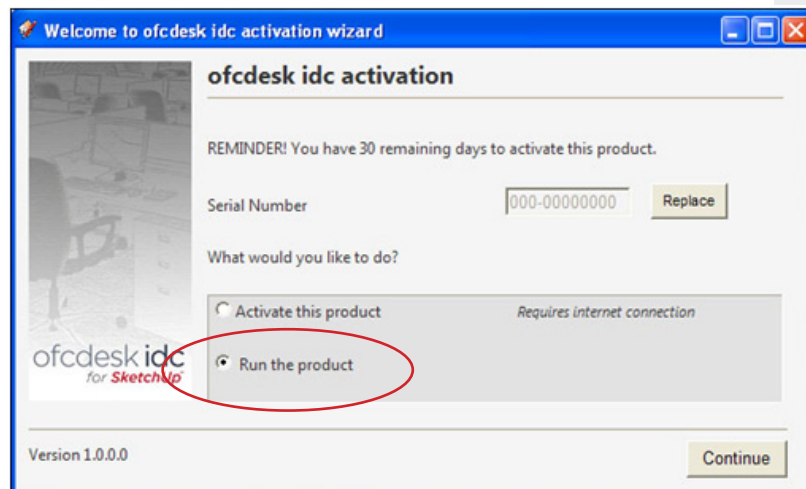 Welcome to ofcdesk idc activation wizard
ofcdesk idc activation
REMINDER! You have 30 remaining days to activate this product.
Serial Number 000-00000000 Replace
What would you like to do?
Activate this product Requires internet connection
Run the product
ofcdesk idc
for SketchUp
Version 1.0.0.0
Continue